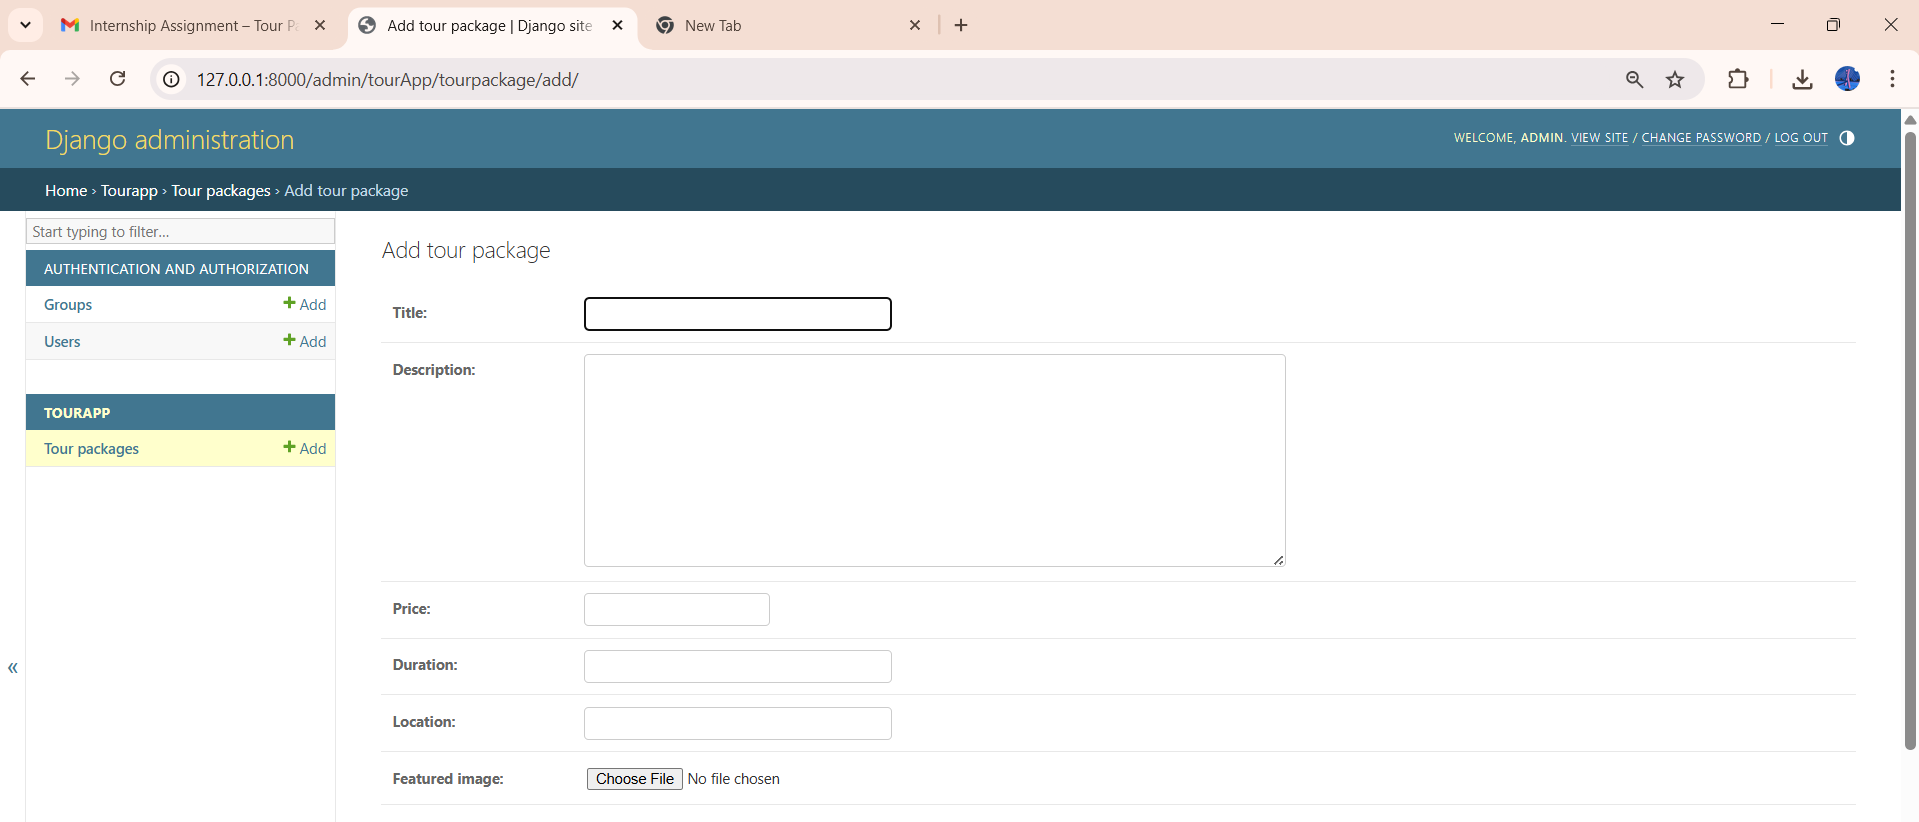 Internship Assignment – Tour Pa
Add tour package | Django site
New Tab
127.0.0.1:8000/admin/tourApp/tourpackage/add/
Django administration
WELCOME, ADMIN. VIEW SITE / CHANGE PASSWORD / LOG OUT
Home › Tourapp › Tour packages › Add tour package
Start typing to filter...
AUTHENTICATION AND AUTHORIZATION
Groups + Add
Users + Add
TOURAPP
Tour packages + Add
«
Add tour package
Title:
Description:
Price:
Duration:
Location:
Featured image: Choose File No file chosen